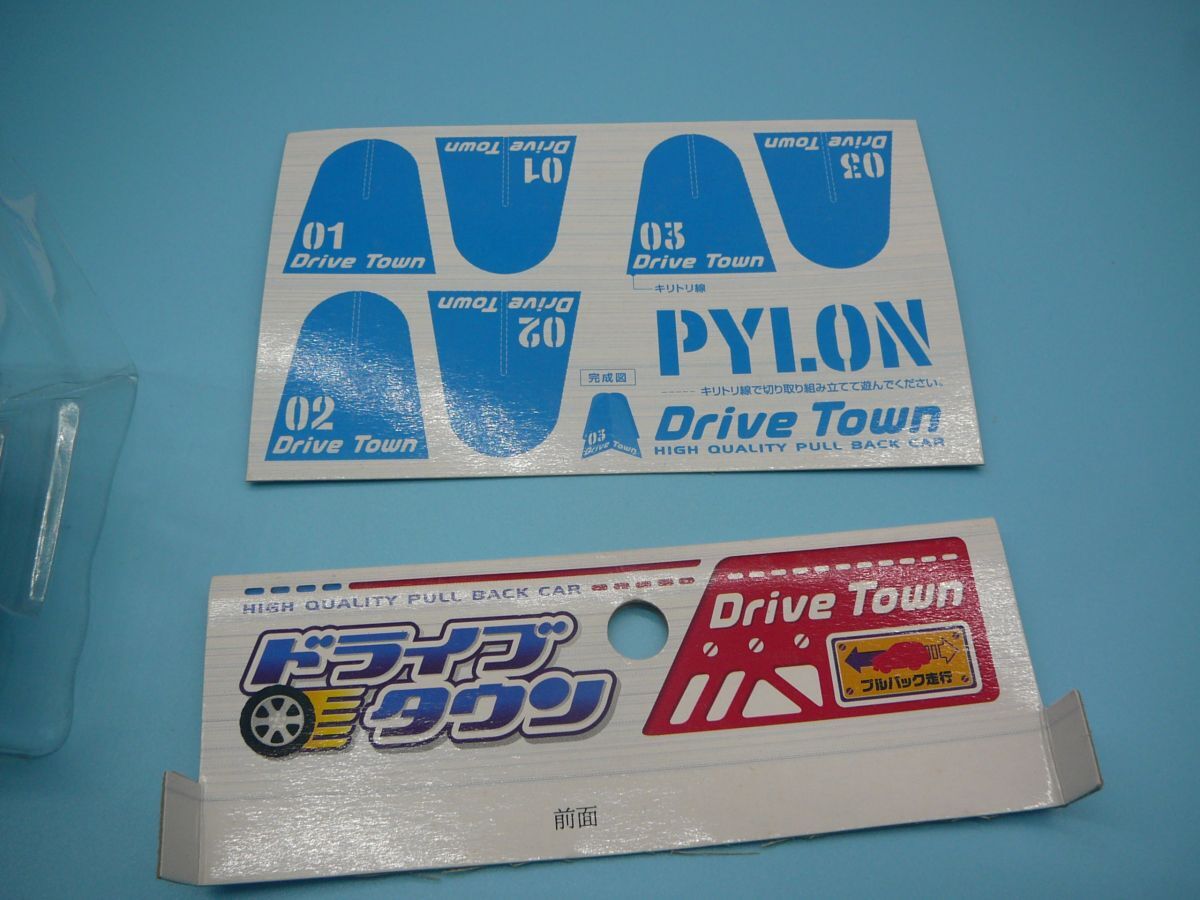 01
Drive Town
Drive Town
01
03
Drive Town
Drive Town
03
キリトリ線
02
Drive Town
Drive Town
02
完成図
03
Drive Town
PYLON
キリトリ線で切り取り組み立てて遊んでください。
Drive Town
HIGH QUALITY PULL BACK CAR
HIGH QUALITY PULL BACK CAR
ドライブ
タウン
Drive Town
プルバック走行
前面